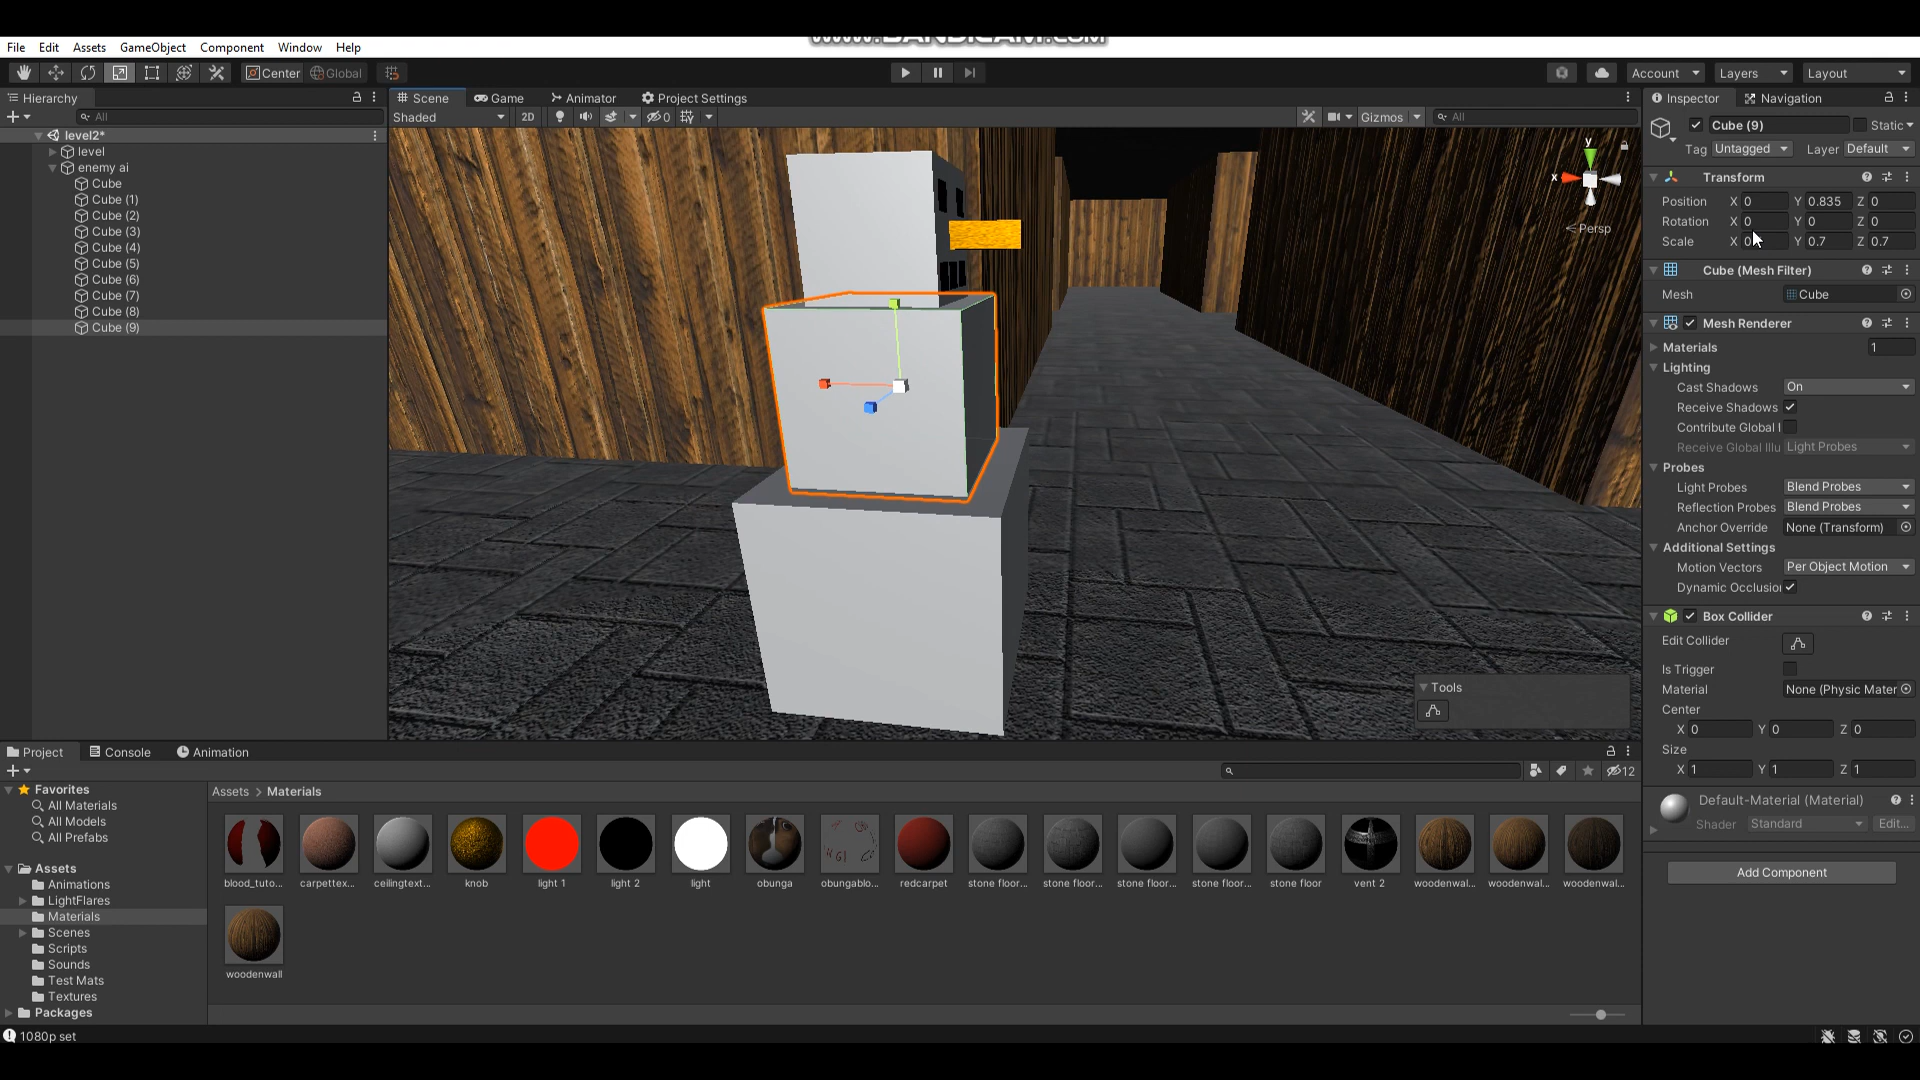 www.BANDICAM.com
File Edit Assets GameObject Component Window Help
Center Global
Account Layers Layout
Hierarchy
All
level2*
level
enemy ai
Cube
Cube (1)
Cube (2)
Cube (3)
Cube (4)
Cube (5)
Cube (6)
Cube (7)
Cube (8)
Cube (9)
Scene Game Animator Project Settings
Shaded 2D 0 Gizmos All
y
x
Persp
Tools
Inspector Navigation
Cube (9) Static
Tag Untagged Layer Default
Transform
Position X 0 Y 0.835 Z 0
Rotation X 0 Y 0 Z 0
Scale X Y 0.7 Z 0.7
Cube (Mesh Filter)
Mesh Cube
Mesh Renderer
Materials 1
Lighting
Cast Shadows On
Receive Shadows
Contribute Global I
Receive Global Illu Light Probes
Probes
Light Probes Blend Probes
Reflection Probes Blend Probes
Anchor Override None (Transform)
Additional Settings
Motion Vectors Per Object Motion
Dynamic Occlusion
Box Collider
Edit Collider
Is Trigger
Material None (Physic Mater
Center
X 0 Y 0 Z 0
Size
X 1 Y 1 Z 1
Default-Material (Material)
Shader Standard Edit...
Add Component
Project Console Animation
12
Favorites
All Materials
All Models
All Prefabs
Assets
Animations
LightFlares
Materials
Scenes
Scripts
Sounds
Test Mats
Textures
Packages
Assets > Materials
blood_tuto... carpettex... ceilingtext... knob light 1 light 2 light obunga obungablo... redcarpet stone floor... stone floor... stone floor... stone floor... stone floor vent 2 woodenwal... woodenwal... woodenwal...
woodenwall
1080p set